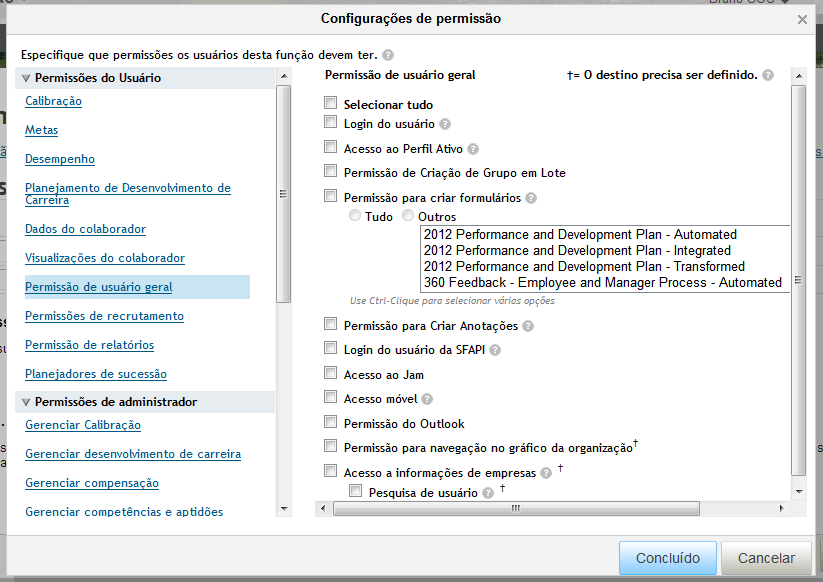 Configurações de permissão
Especifique que permissões os usuários desta função devem ter.
Permissões do Usuário
Calibração
Metas
Desempenho
Planejamento de Desenvolvimento de
Carreira
Dados do colaborador
Visualizações do colaborador
Permissão de usuário geral
Permissões de recrutamento
Permissão de relatórios
Planejadores de sucessão
Permissões de administrador
Gerenciar Calibração
Gerenciar desenvolvimento de carreira
Gerenciar compensação
Gerenciar competências e aptidões
Permissão de usuário geral
†= O destino precisa ser definido.
Selecionar tudo
Login do usuário
Acesso ao Perfil Ativo
Permissão de Criação de Grupo em Lote
Permissão para criar formulários
Tudo Outros
2012 Performance and Development Plan - Automated
2012 Performance and Development Plan - Integrated
2012 Performance and Development Plan - Transformed
360 Feedback - Employee and Manager Process - Automated
Use Ctrl-Clique para selecionar várias opções
Permissão para Criar Anotações
Login do usuário da SFAPI
Acesso ao Jam
Acesso móvel
Permissão do Outlook
Permissão para navegação no gráfico da organização†
Acesso a informações de empresas †
Pesquisa de usuário †
Concluído Cancelar